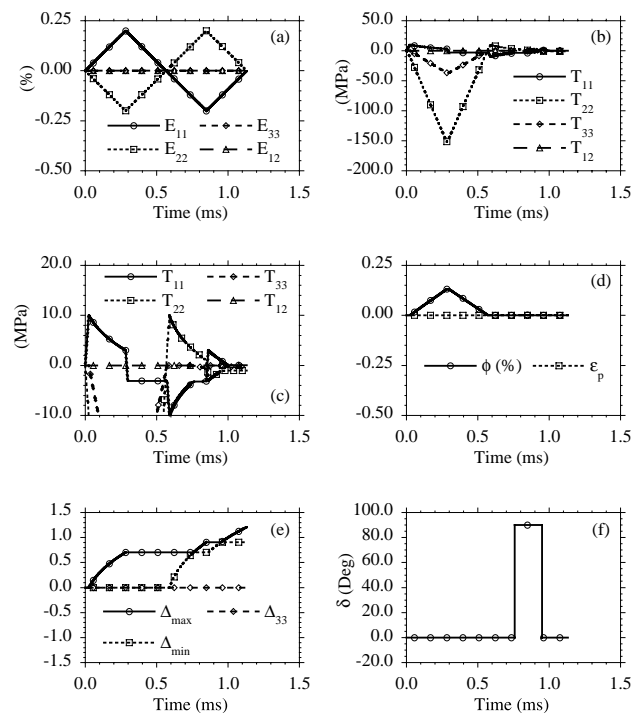 0.50
0.25
0.00
-0.25
-0.50
(%)
(a)
E11
E33
E22
E12
0.0 0.5 1.0 1.5
Time (ms)
50.0
0.0
-50.0
-100.0
-150.0
-200.0
(MPa)
(b)
T11
T22
T33
T12
0.0 0.5 1.0 1.5
Time (ms)
20.0
10.0
0.0
-10.0
(MPa)
T11
T33
T22
T12
(c)
0.0 0.5 1.0 1.5
Time (ms)
0.25
0.00
-0.25
-0.50
(d)
ϕ (%)
εp
0.0 0.5 1.0 1.5
Time (ms)
1.5
1.0
0.5
0.0
-0.5
-1.0
-1.5
(e)
Δmax
Δ33
Δmin
0.0 0.5 1.0 1.5
Time (ms)
100.0
80.0
60.0
40.0
20.0
0.0
-20.0
δ (Deg)
(f)
0.0 0.5 1.0 1.5
Time (ms)